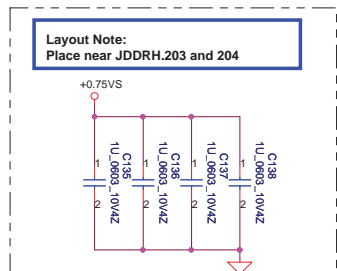 Layout Note:
Place near JDDRH.203 and 204
+0.75VS
1
2
C135
1U_0603_10V4Z
1
2
C136
1U_0603_10V4Z
1
2
C137
1U_0603_10V4Z
1
2
C138
1U_0603_10V4Z